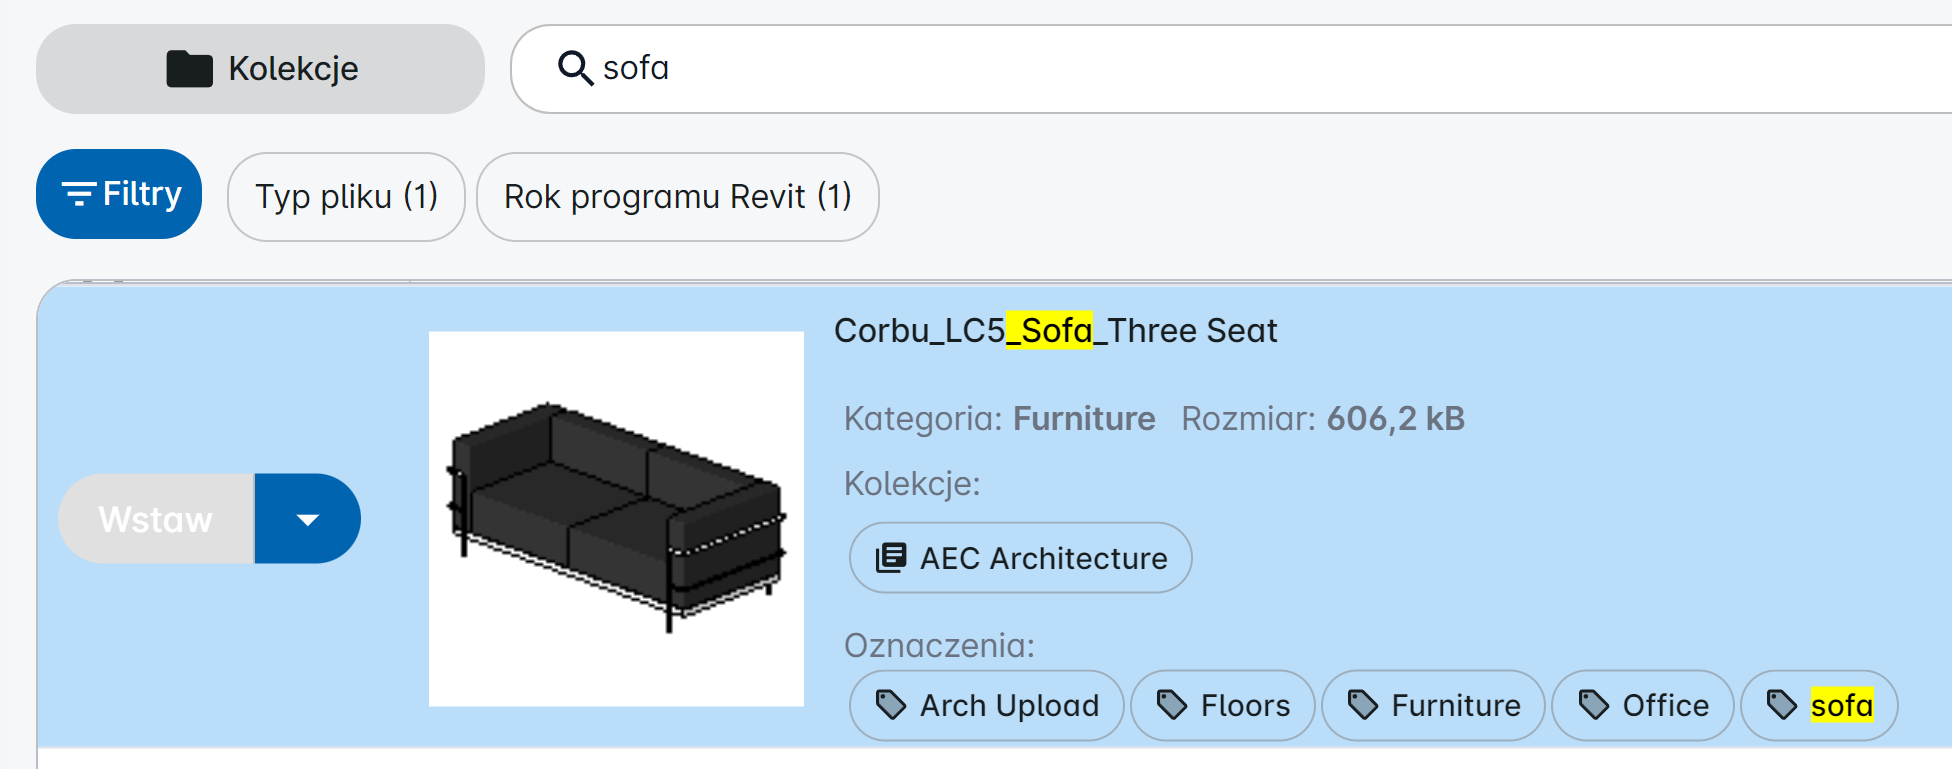 Kolekcje
sofa
Filtry
Typ pliku (1)
Rok programu Revit (1)
Corbu_LC5_Sofa_Three Seat
Kategoria: Furniture Rozmiar: 606,2 kB
Kolekcje:
Wstaw
AEC Architecture
Oznaczenia:
Arch Upload
Floors
Furniture
Office
sofa